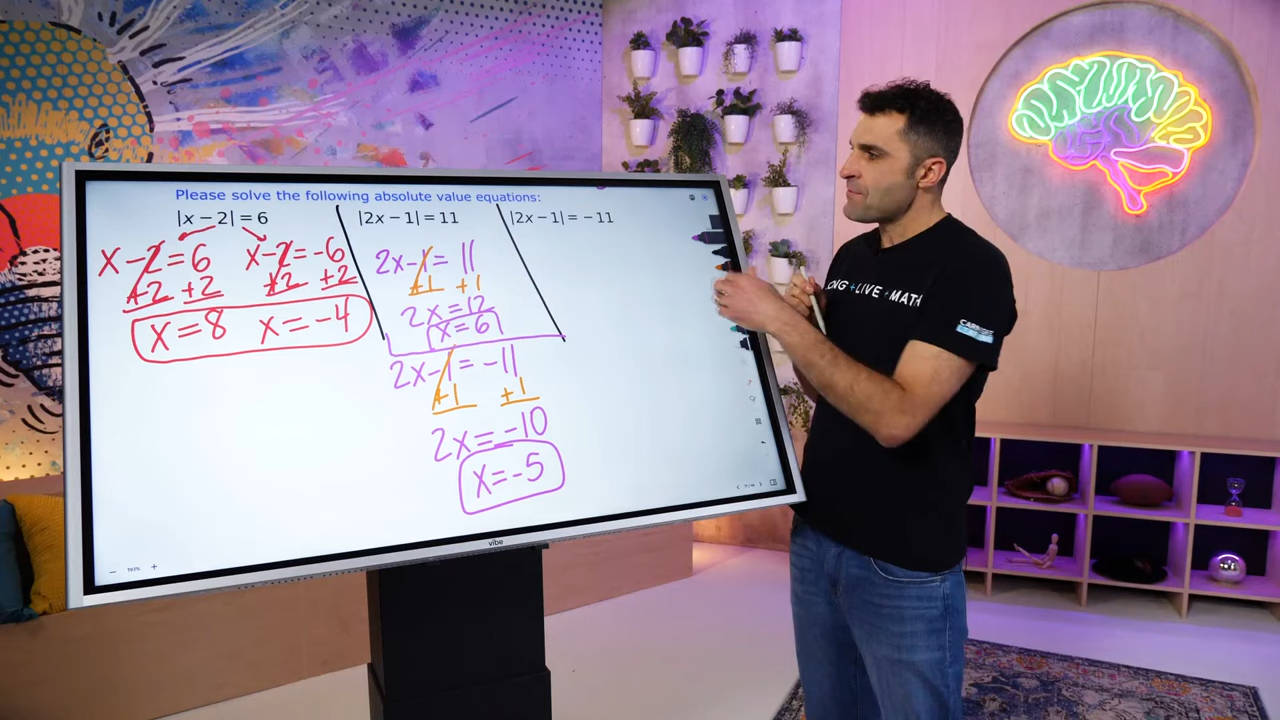 Please solve the following absolute value equations:
|x − 2| = 6
x-2=6
+2 +2
x-2=-6
+2 +2
x=8 x=-4
|2x − 1| = 11
2x-1=11
+1 +1
2x=12
x=6
2x-1=-11
+1 +1
2x=-10
x=-5
|2x − 1| = −11
vibe
LONG+LIVE+MATH